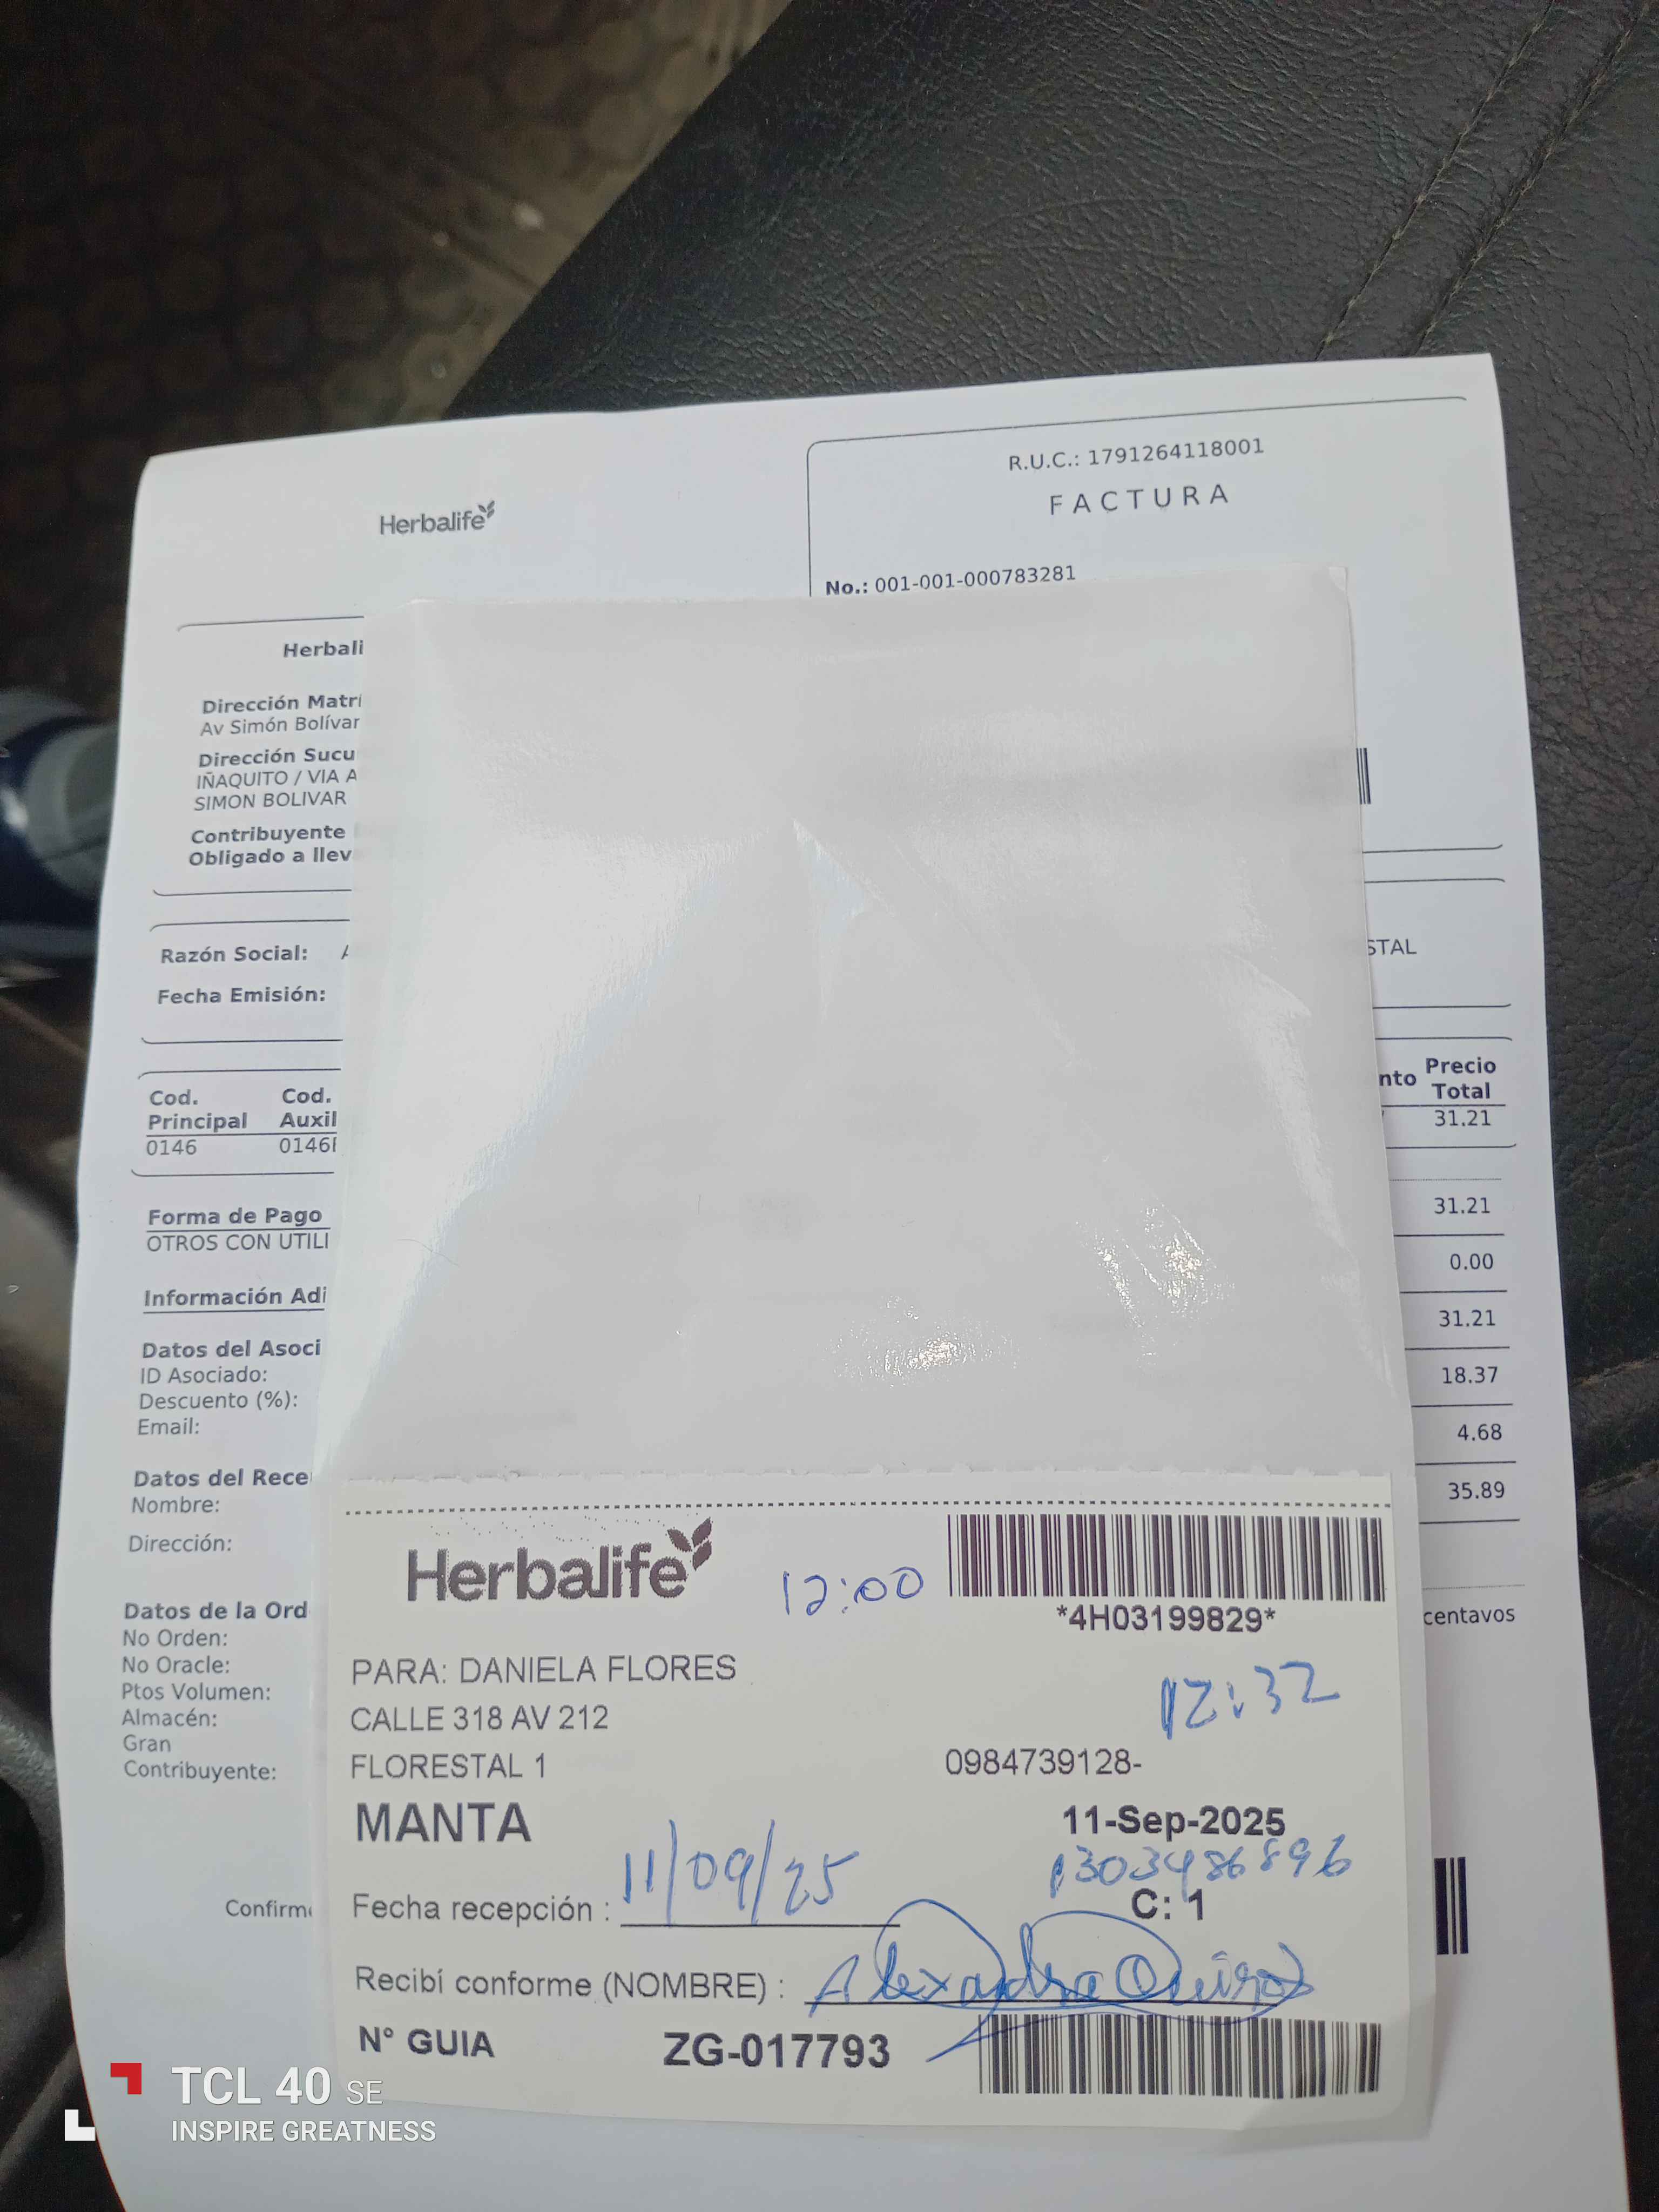 R.U.C.: 1791264118001
FACTURA
Herbalife
No.: 001-001-000783281
Herbali
Dirección Matri
Av Simón Bolívar
Dirección Sucu
IÑAQUITO / VIA A
SIMON BOLIVAR
Contribuyente
Obligado a llev
Razón Social: A
STAL
Fecha Emisión:
Cod. Principal Cod. Auxil nto Precio Total
0146 0146 31.21
Forma de Pago
OTROS CON UTILI
31.21
0.00
Información Adi
31.21
Datos del Asoci
ID Asociado:
18.37
Descuento (%):
Email:
4.68
Datos del Rece
Nombre:
35.89
Dirección:
Datos de la Ord
centavos
No Orden:
No Oracle:
Ptos Volumen:
Almacén:
Gran
Contribuyente:
Confirm
Herbalife 12:00
*4H03199829*
PARA: DANIELA FLORES
12:32
CALLE 318 AV 212
FLORESTAL 1 0984739128-
MANTA 11-Sep-2025
1303486896
Fecha recepción : 11/09/25 C: 1
Recibí conforme (NOMBRE) : Alexandra Quiroz
N° GUIA ZG-017793
TCL 40 SE
INSPIRE GREATNESS